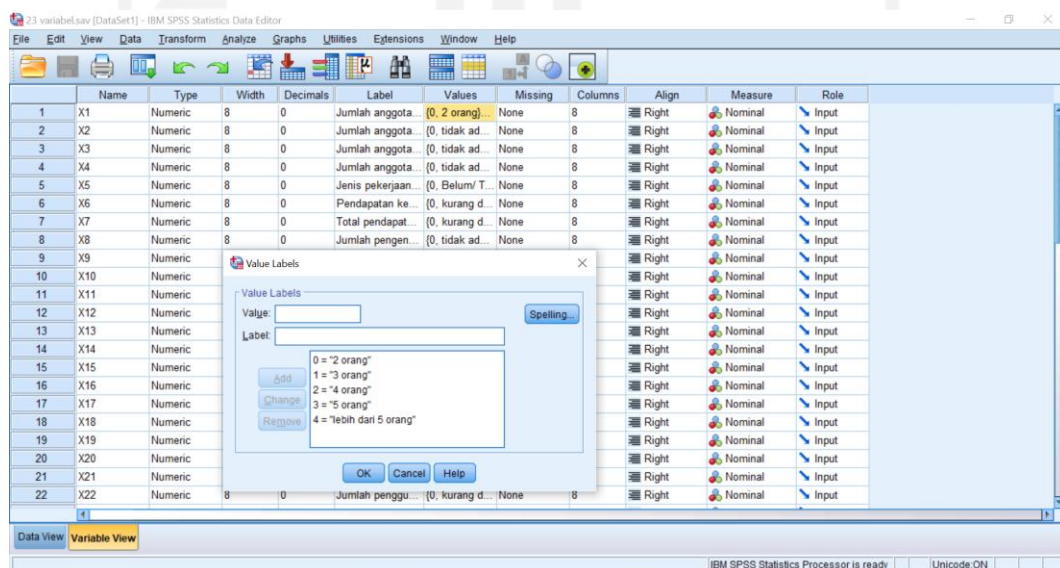 23 variabel.sav [DataSet1] - IBM SPSS Statistics Data Editor
File Edit View Data Transform Analyze Graphs Utilities Extensions Window Help
Name Type Width Decimals Label Values Missing Columns Align Measure Role
1 X1 Numeric 8 0 Jumlah anggota... {0, 2 orang}... None 8 Right Nominal Input
2 X2 Numeric 8 0 Jumlah anggota... {0, tidak ad... None 8 Right Nominal Input
3 X3 Numeric 8 0 Jumlah anggota... {0, tidak ad... None 8 Right Nominal Input
4 X4 Numeric 8 0 Jumlah anggota... {0, tidak ad... None 8 Right Nominal Input
5 X5 Numeric 8 0 Jenis pekerjaan... {0, Belum/ T... None 8 Right Nominal Input
6 X6 Numeric 8 0 Pendapatan ke... {0, kurang d... None 8 Right Nominal Input
7 X7 Numeric 8 0 Total pendapat... {0, kurang d... None 8 Right Nominal Input
8 X8 Numeric 8 0 Jumlah pengen... {0, tidak ad... None 8 Right Nominal Input
9 X9 Numeric Right Nominal Input
10 X10 Numeric Right Nominal Input
11 X11 Numeric Right Nominal Input
12 X12 Numeric Right Nominal Input
13 X13 Numeric Right Nominal Input
14 X14 Numeric Right Nominal Input
15 X15 Numeric Right Nominal Input
16 X16 Numeric Right Nominal Input
17 X17 Numeric Right Nominal Input
18 X18 Numeric Right Nominal Input
19 X19 Numeric Right Nominal Input
20 X20 Numeric Right Nominal Input
21 X21 Numeric Right Nominal Input
22 X22 Numeric 8 0 Jumlah penggu... {0, kurang d... None 8 Right Nominal Input
Value Labels
Value Labels
Value:
Spelling...
Label:
0 = "2 orang"
1 = "3 orang"
2 = "4 orang"
3 = "5 orang"
4 = "lebih dari 5 orang"
Add
Change
Remove
OK Cancel Help
Data View Variable View
IBM SPSS Statistics Processor is ready Unicode:ON